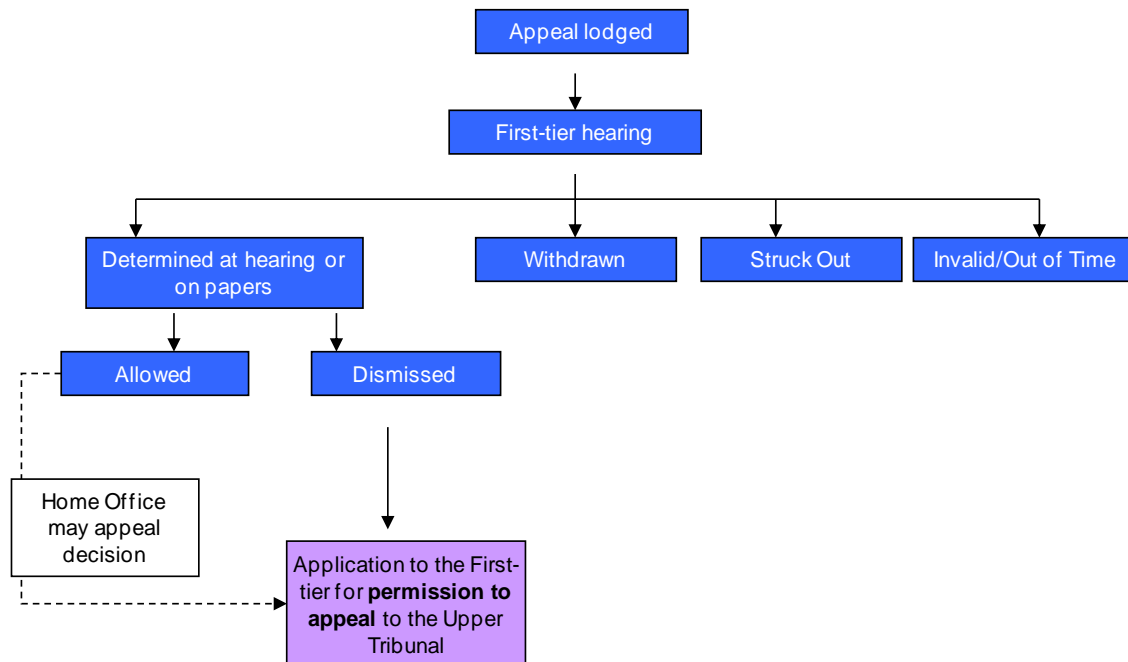 Appeal lodged
First-tier hearing
Determined at hearing or
on papers
Withdrawn
Struck Out
Invalid/Out of Time
Allowed
Dismissed
Home Office
may appeal
decision
Application to the First-
tier for permission to
appeal to the Upper
Tribunal